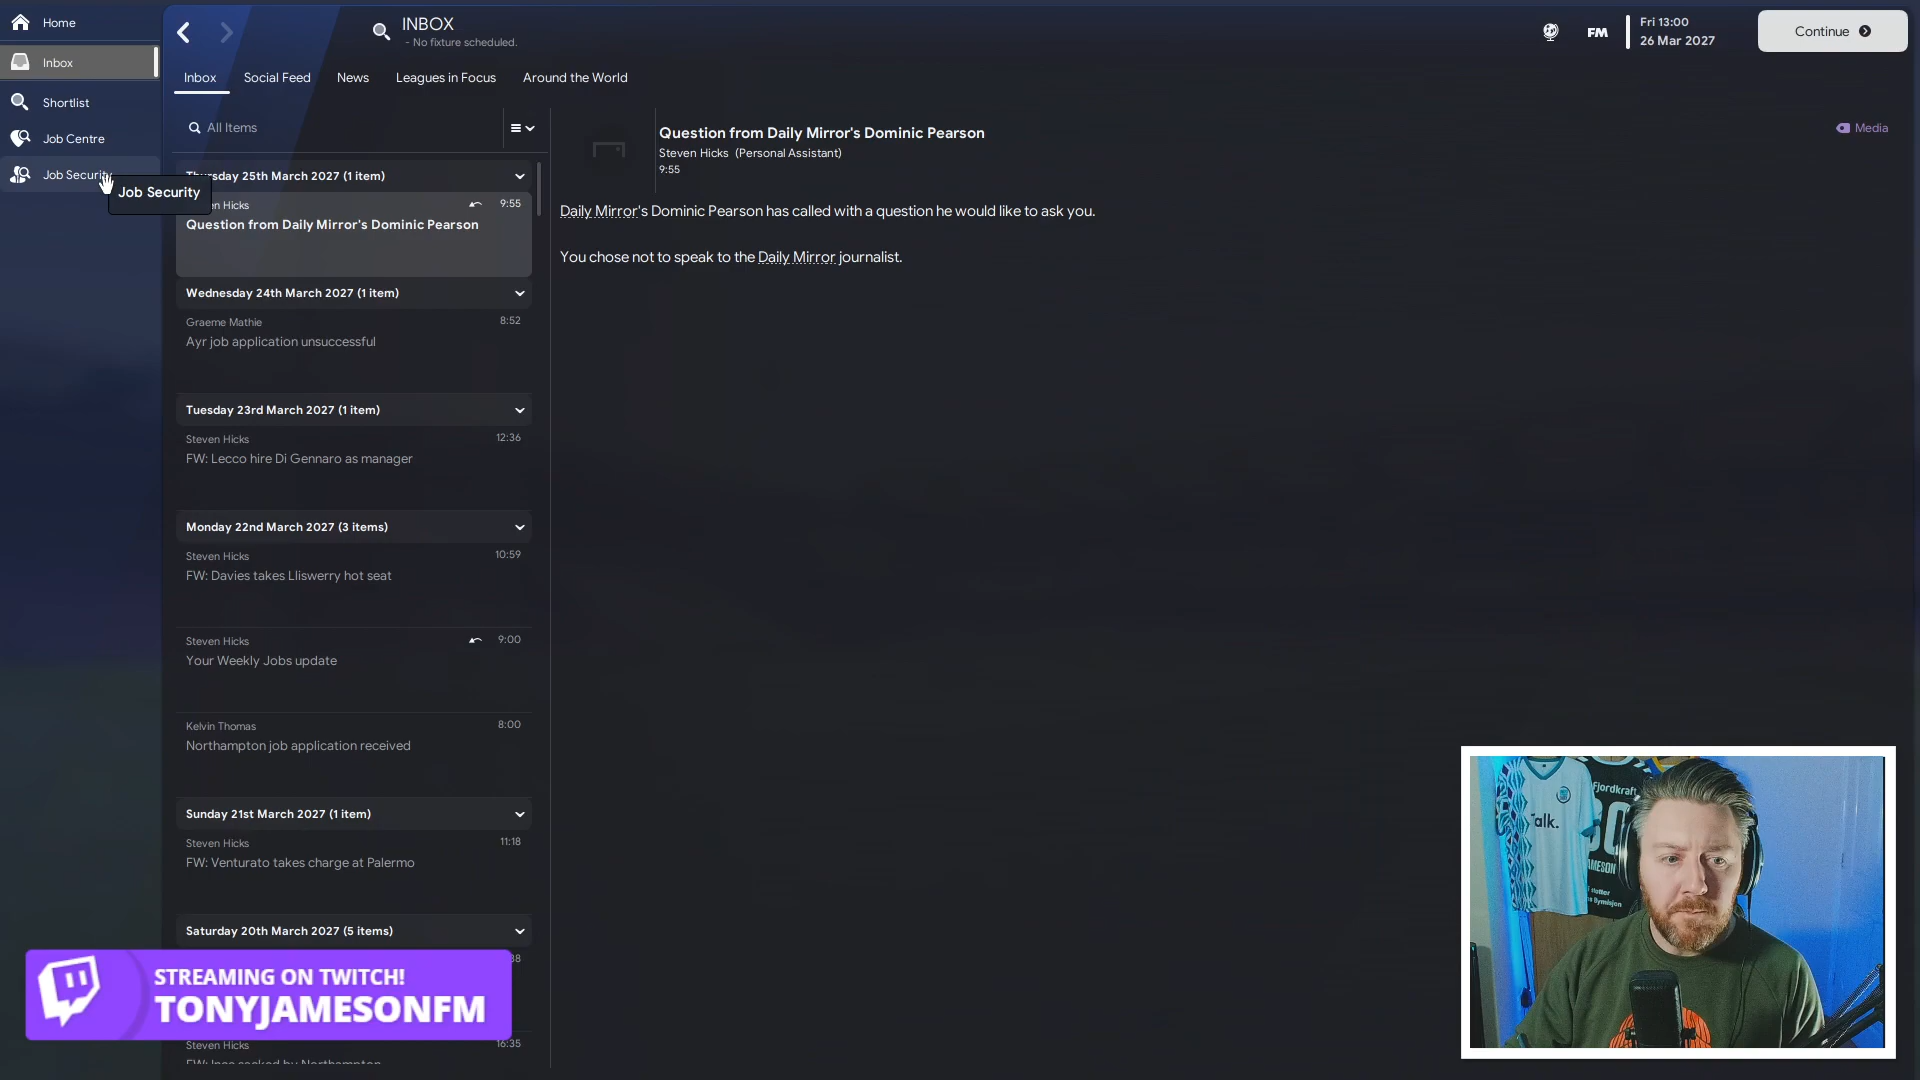 Home
Inbox
Shortlist
Job Centre
Job Security
Job Security
INBOX
- No fixture scheduled.
FM
Fri 13:00
26 Mar 2027
Continue
Inbox
Social Feed
News
Leagues in Focus
Around the World
All Items
Thursday 25th March 2027 (1 item)
Hicks
9:55
Question from Daily Mirror's Dominic Pearson
Wednesday 24th March 2027 (1 item)
Graeme Mathie
8:52
Ayr job application unsuccessful
Tuesday 23rd March 2027 (1 item)
Steven Hicks
12:36
FW: Lecco hire Di Gennaro as manager
Monday 22nd March 2027 (3 items)
Steven Hicks
10:59
FW: Davies takes Lliswerry hot seat
Steven Hicks
9:00
Your Weekly Jobs update
Kelvin Thomas
8:00
Northampton job application received
Sunday 21st March 2027 (1 item)
Steven Hicks
11:18
FW: Venturato takes charge at Palermo
Saturday 20th March 2027 (5 items)
Steven Hicks
16:35
by Northampton
Question from Daily Mirror's Dominic Pearson
Steven Hicks (Personal Assistant)
9:55
Media
Daily Mirror's Dominic Pearson has called with a question he would like to ask you.
You chose not to speak to the Daily Mirror journalist.
STREAMING ON TWITCH!
TONYJAMESONFM
Talk.
Fjordkraft